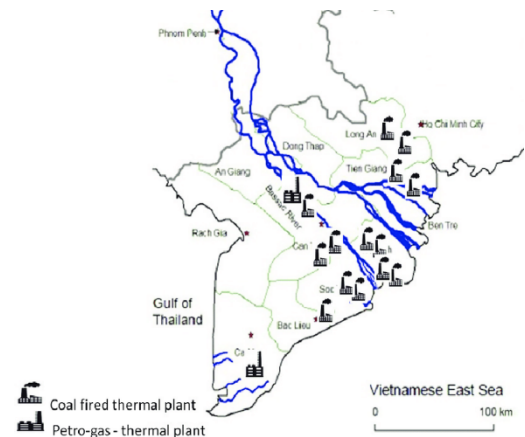 Phnom Penh
Ho Chi Minh City
Long An
Dong Thap
Tien Giang
An Giang
Bassac River
Ben Tre
Rach Gia
Can
h
Soc
Gulf of
Thailand
Bac Lieu
Ca
Vietnamese East Sea
Coal fired thermal plant
0 100 km
Petro-gas - thermal plant